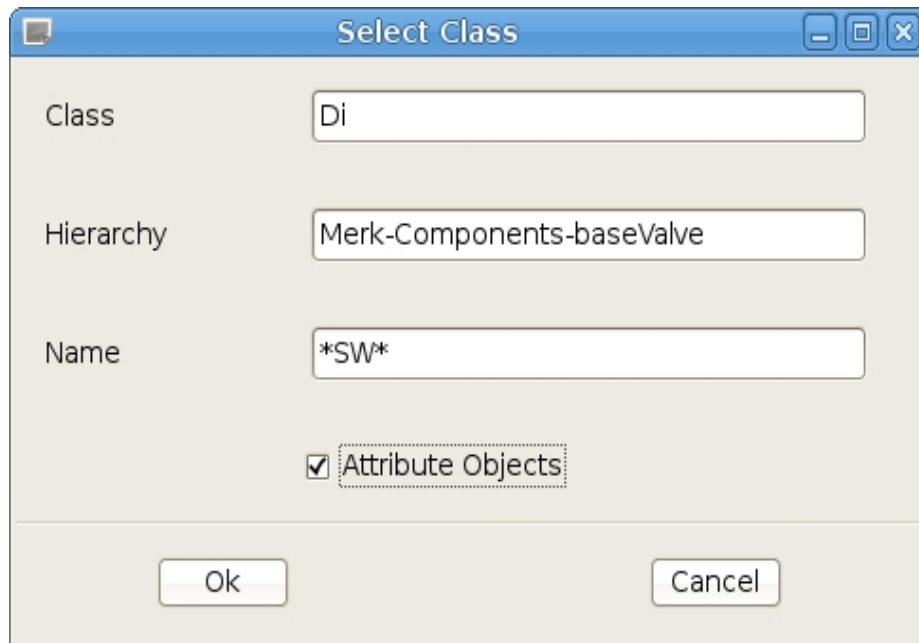 Select Class
Class Di
Hierarchy Merk-Components-baseValve
Name *SW*
Attribute Objects
Ok Cancel